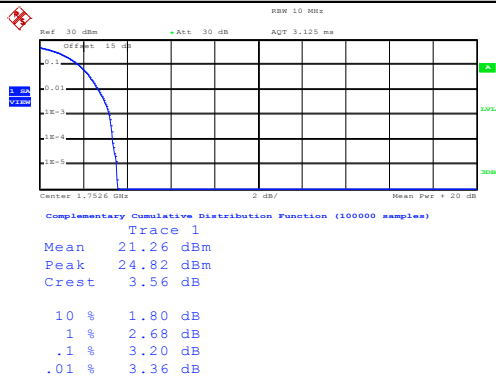 RBW 10 MHz
Ref 30 dBm Att 30 dB AQT 3.125 ms
Offset 15 dB
0.1
A
1 SA
VIEW
0.01
1E-3
LVL
1E-4
1E-5
3DB
Center 1.7526 GHz 2 dB/ Mean Pwr + 20 dB
Complementary Cumulative Distribution Function (100000 samples)
Trace 1
Mean 21.26 dBm
Peak 24.82 dBm
Crest 3.56 dB
10 % 1.80 dB
1 % 2.68 dB
.1 % 3.20 dB
.01 % 3.36 dB